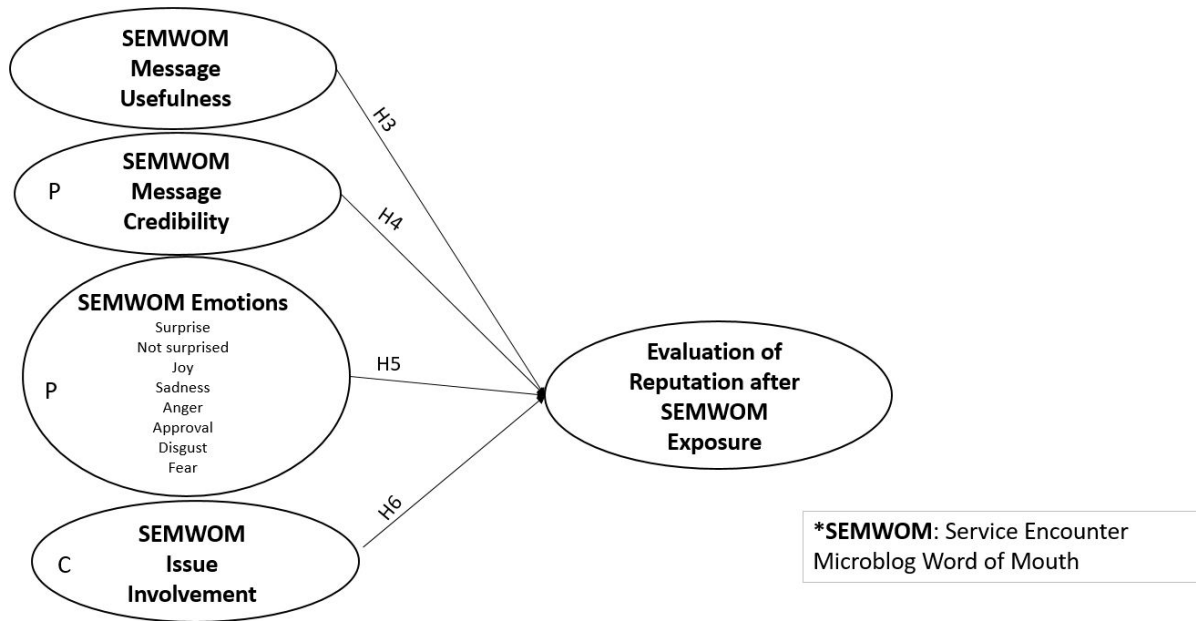 SEMWOM
Message
Usefulness
H3
P
SEMWOM
Message
Credibility
H4
SEMWOM Emotions
Surprise
Not surprised
Joy
Sadness
Anger
Approval
Disgust
Fear
P
H5
Evaluation of
Reputation after
SEMWOM
Exposure
C
SEMWOM
Issue
Involvement
H6
*SEMWOM: Service Encounter
Microblog Word of Mouth